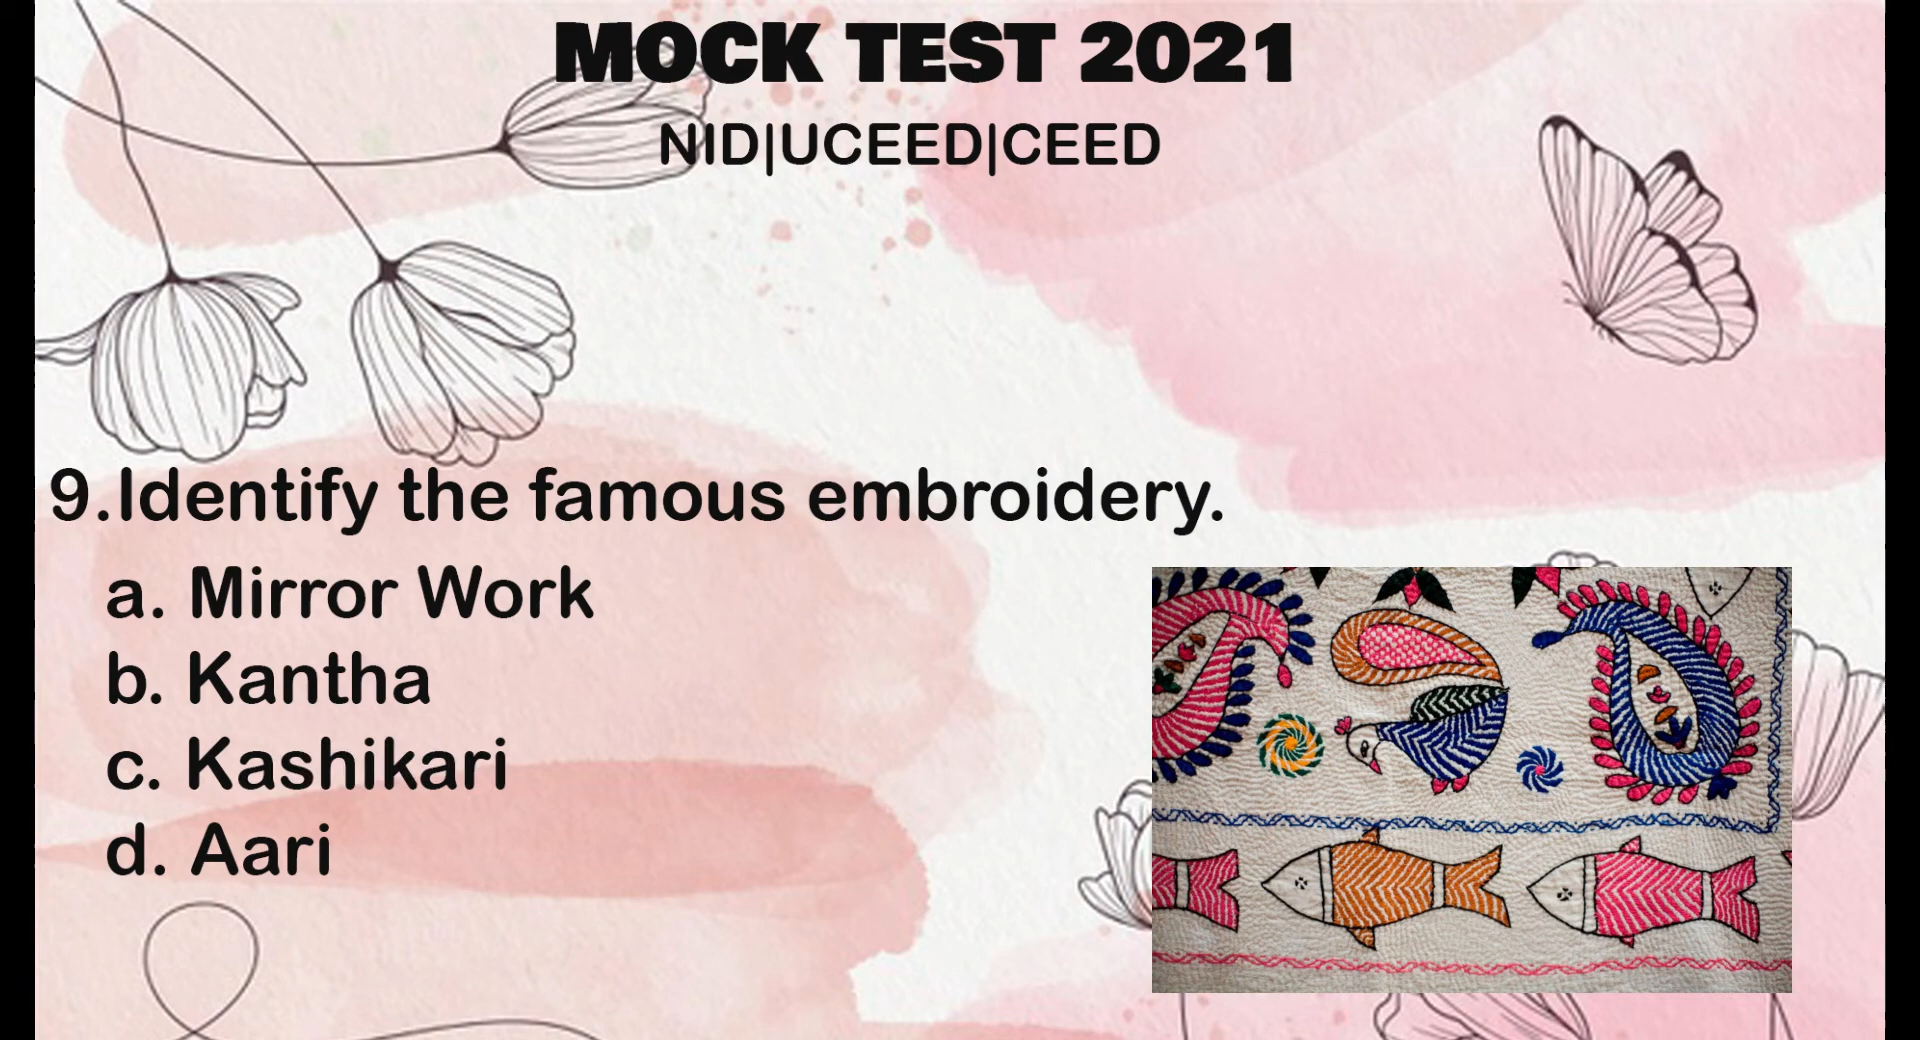 MOCK TEST 2021
NID|UCEED|CEED
9.Identify the famous embroidery.
a. Mirror Work
b. Kantha
c. Kashikari
d. Aari